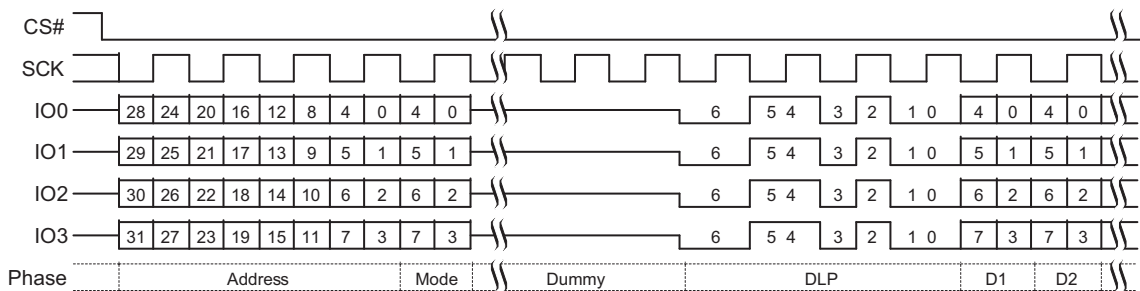 CS#
SCK
IO0 28 24 20 16 12 8 4 0 4 0 6 5 4 3 2 1 0 4 0 4 0
IO1 29 25 21 17 13 9 5 1 5 1 6 5 4 3 2 1 0 5 1 5 1
IO2 30 26 22 18 14 10 6 2 6 2 6 5 4 3 2 1 0 6 2 6 2
IO3 31 27 23 19 15 11 7 3 7 3 6 5 4 3 2 1 0 7 3 7 3
Phase Address Mode Dummy DLP D1 D2